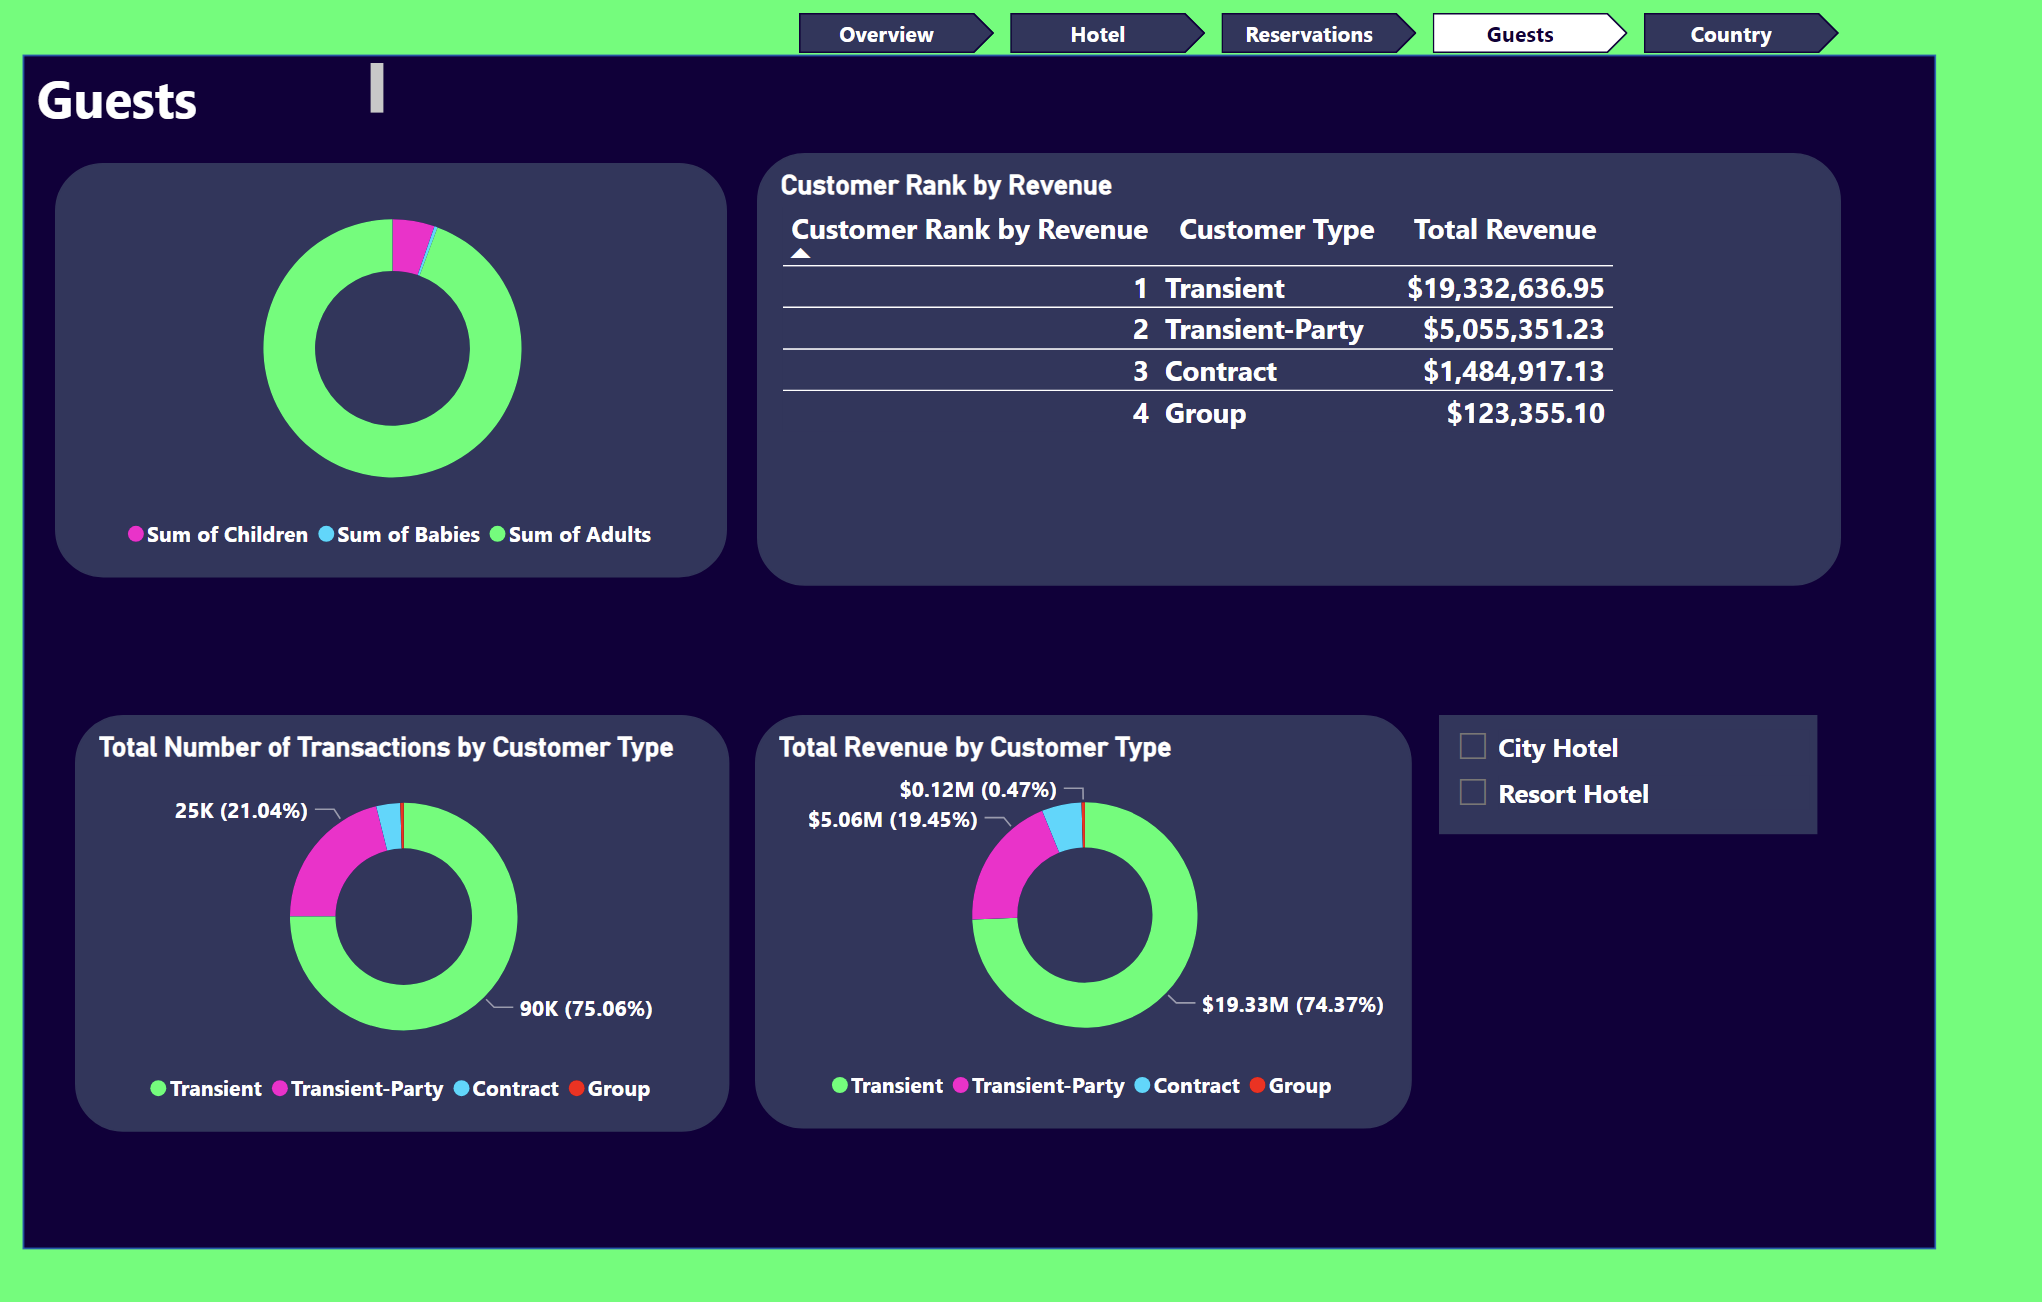 Overview
Hotel
Reservations
Guests
Country
Guests
Sum of Children
Sum of Babies
Sum of Adults
Customer Rank by Revenue
Customer Rank by Revenue Customer Type Total Revenue
1 Transient $19,332,636.95
2 Transient-Party $5,055,351.23
3 Contract $1,484,917.13
4 Group $123,355.10
Total Number of Transactions by Customer Type
25K (21.04%)
90K (75.06%)
Transient
Transient-Party
Contract
Group
Total Revenue by Customer Type
$0.12M (0.47%)
$5.06M (19.45%)
$19.33M (74.37%)
Transient
Transient-Party
Contract
Group
City Hotel
Resort Hotel